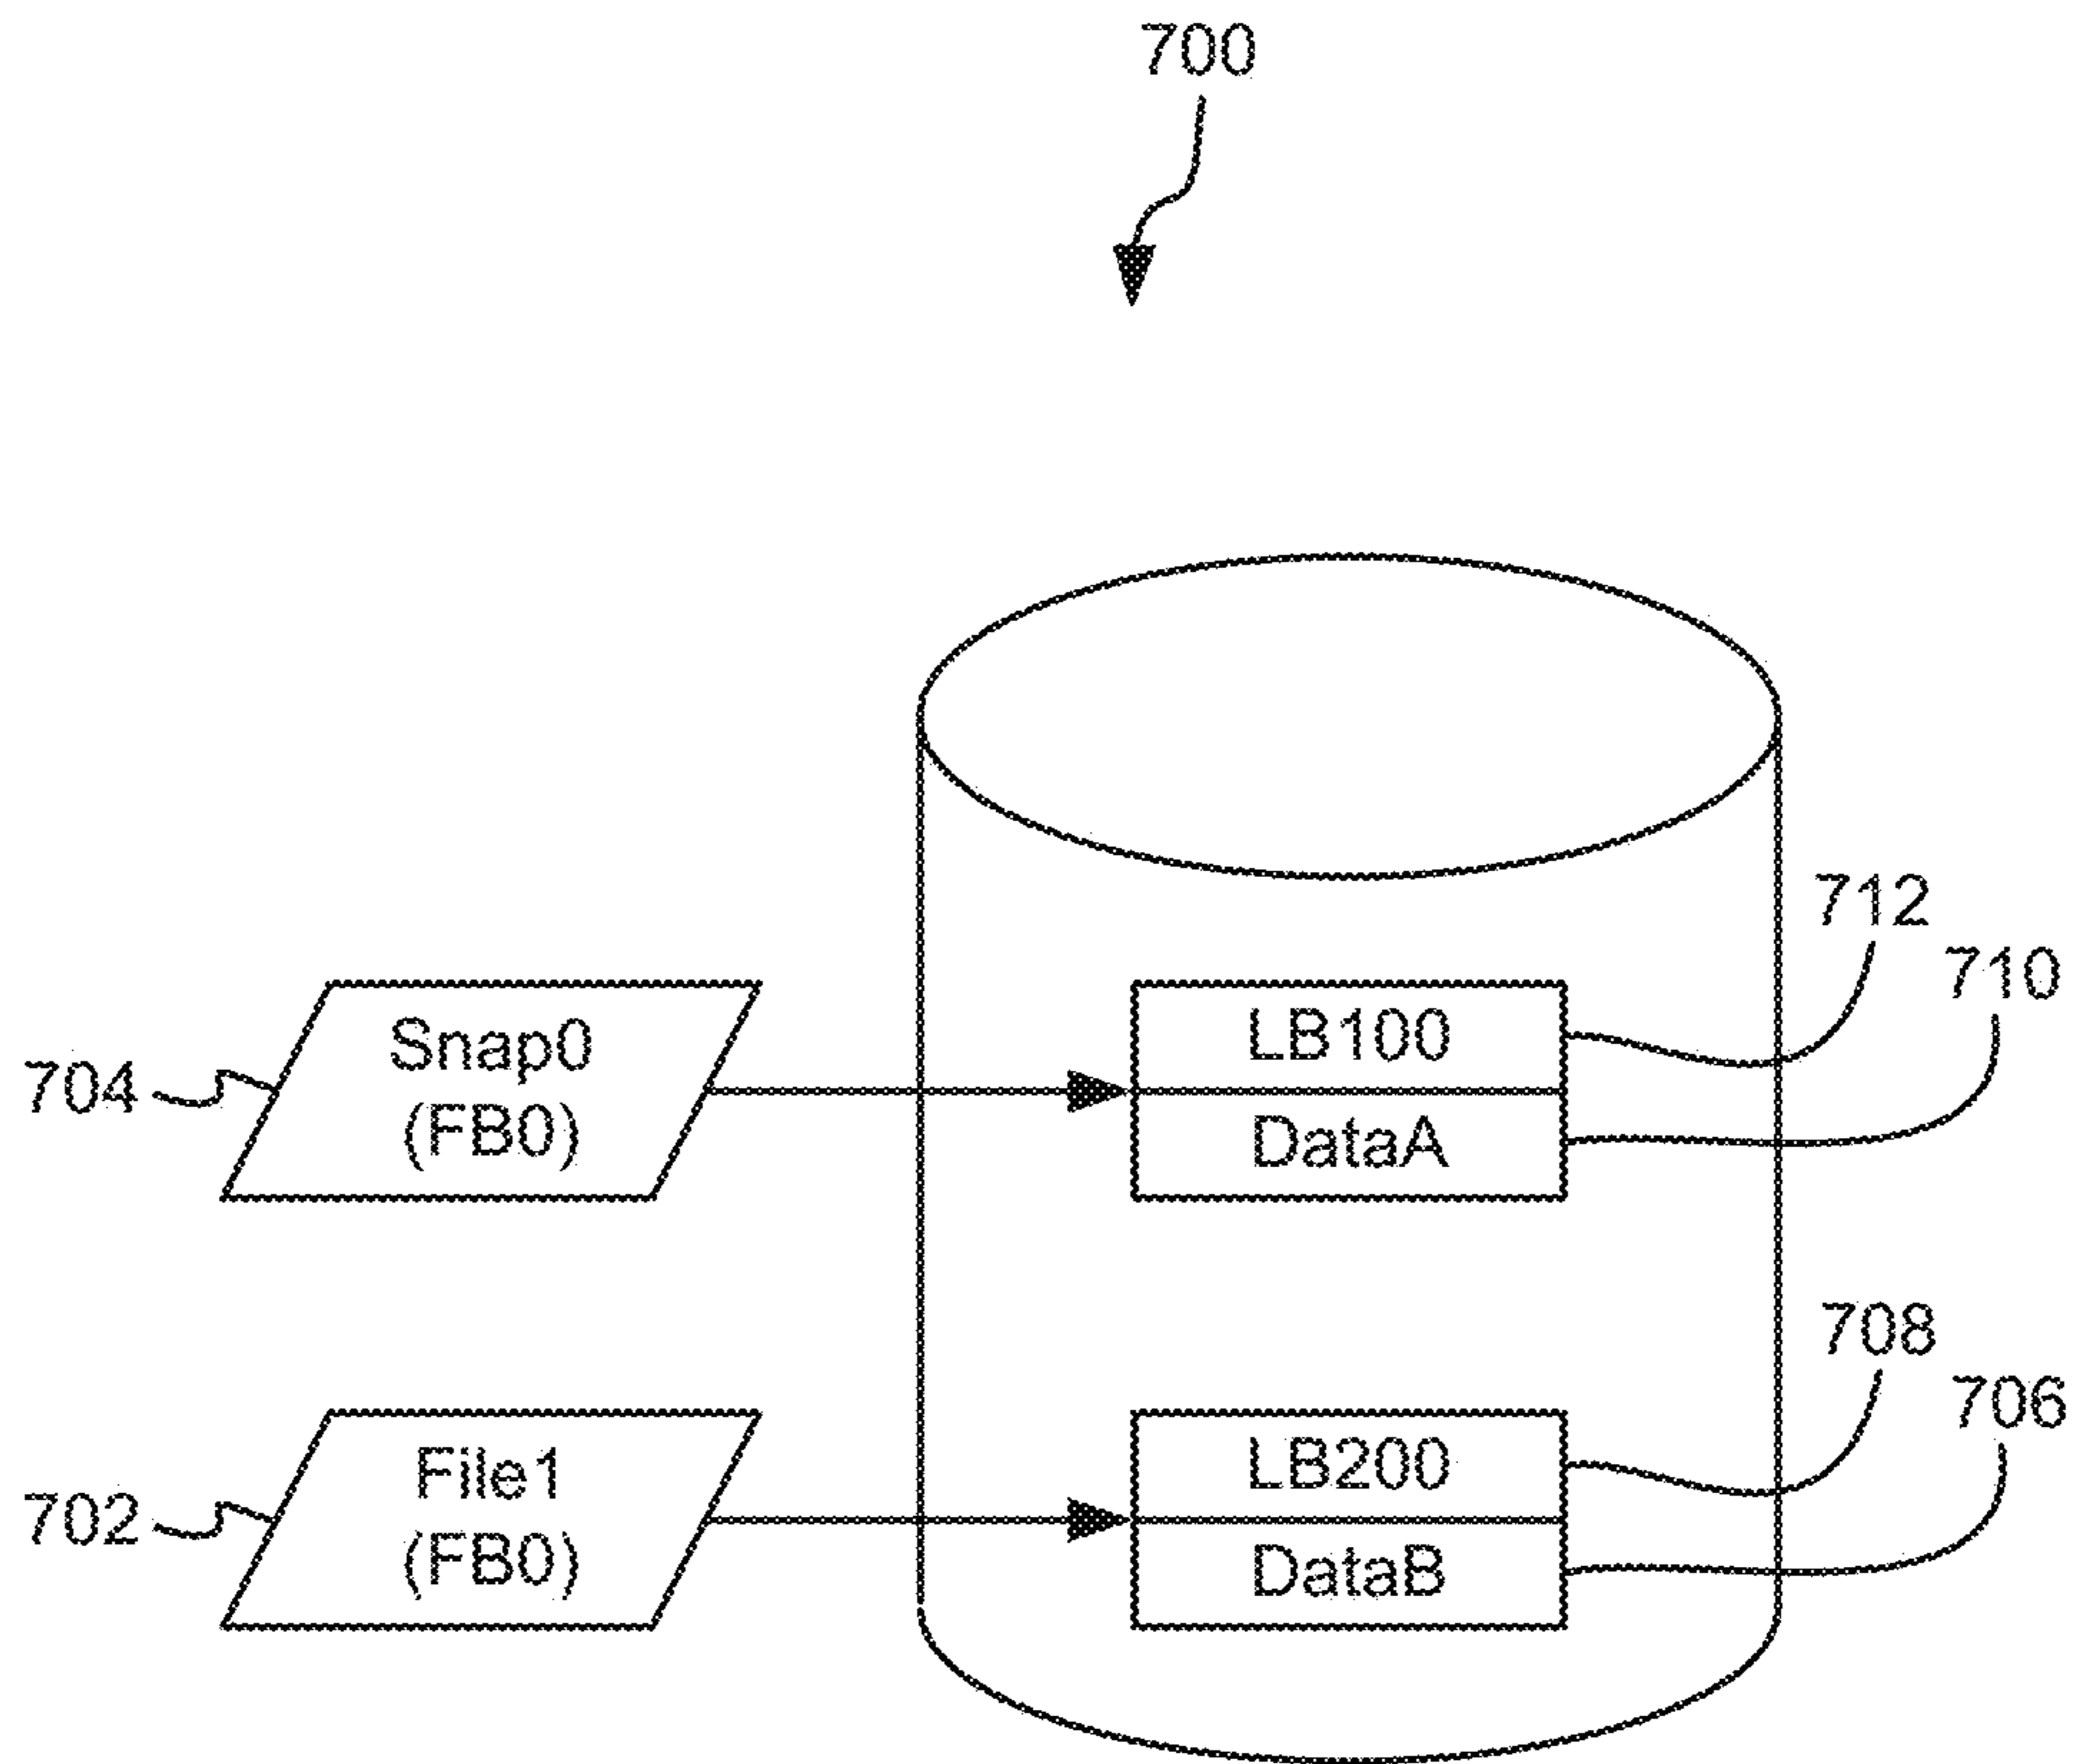 700
712
710
Snap0
(FB0)
704
LB100
DataA
708
706
File1
(FB0)
702
LB200
DataB